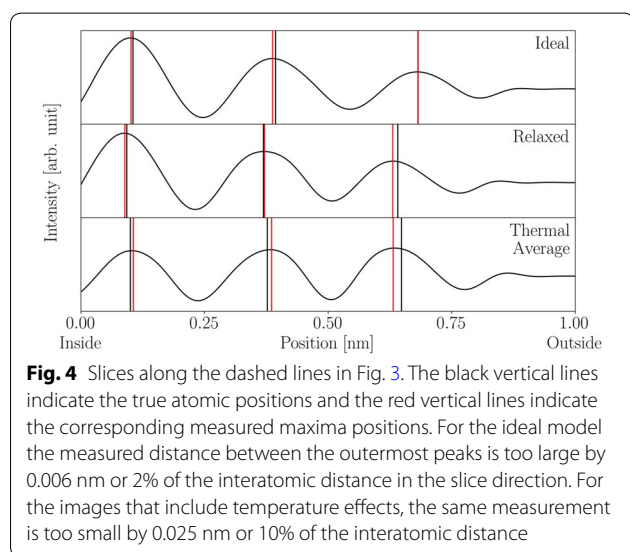 Ideal
Relaxed
Thermal
Average
Intensity [arb. unit]
0.00 0.25 0.50 0.75 1.00
Inside Position [nm] Outside
Fig. 4 Slices along the dashed lines in Fig. 3. The black vertical lines
indicate the true atomic positions and the red vertical lines indicate
the corresponding measured maxima positions. For the ideal model
the measured distance between the outermost peaks is too large by
0.006 nm or 2% of the interatomic distance in the slice direction. For
the images that include temperature effects, the same measurement
is too small by 0.025 nm or 10% of the interatomic distance